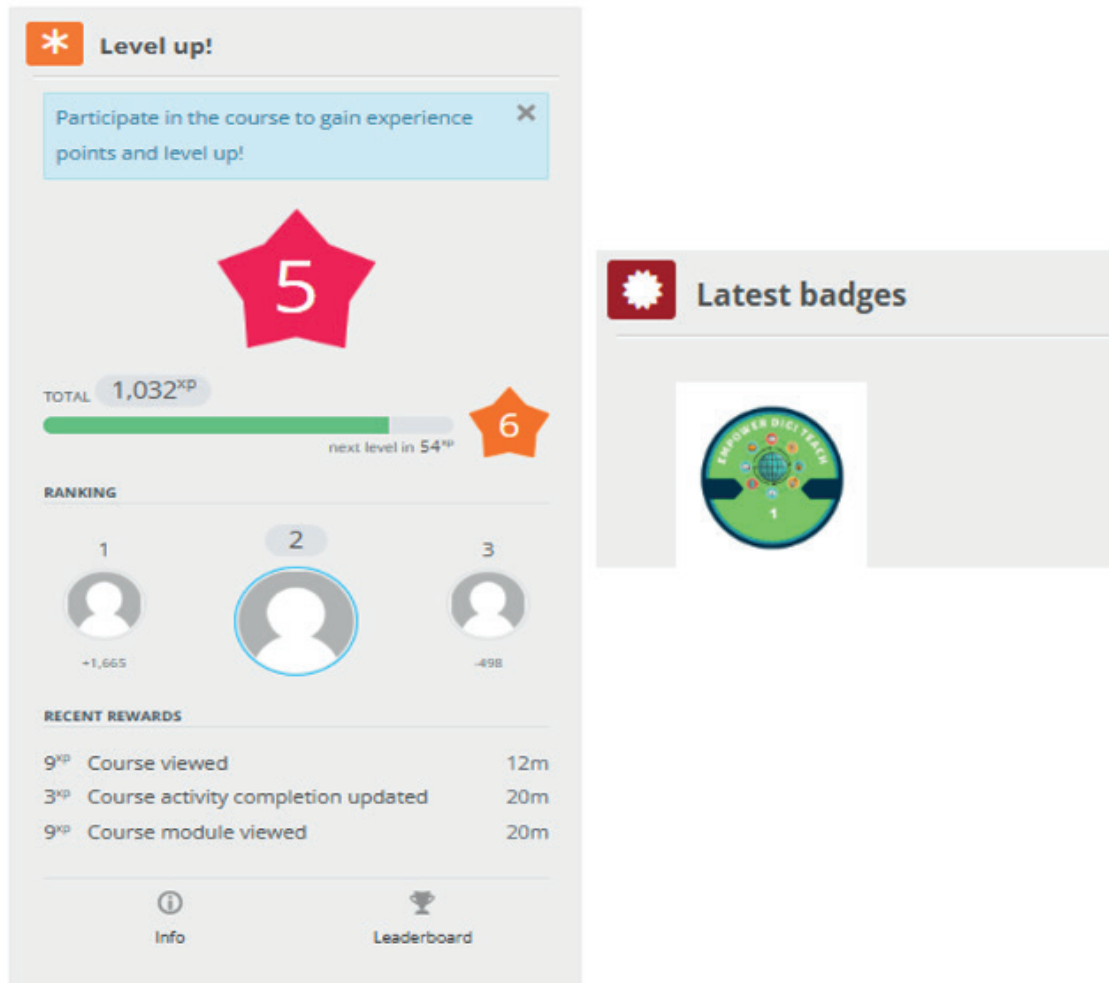 Level up!
Participate in the course to gain experience
points and level up!
5
TOTAL 1,032xp
6
next level in 54xp
RANKING
1
2
3
+1,665
-498
RECENT REWARDS
9xp Course viewed 12m
3xp Course activity completion updated 20m
9xp Course module viewed 20m
Info
Leaderboard
Latest badges
EMPOWER DIGI TEACH
1